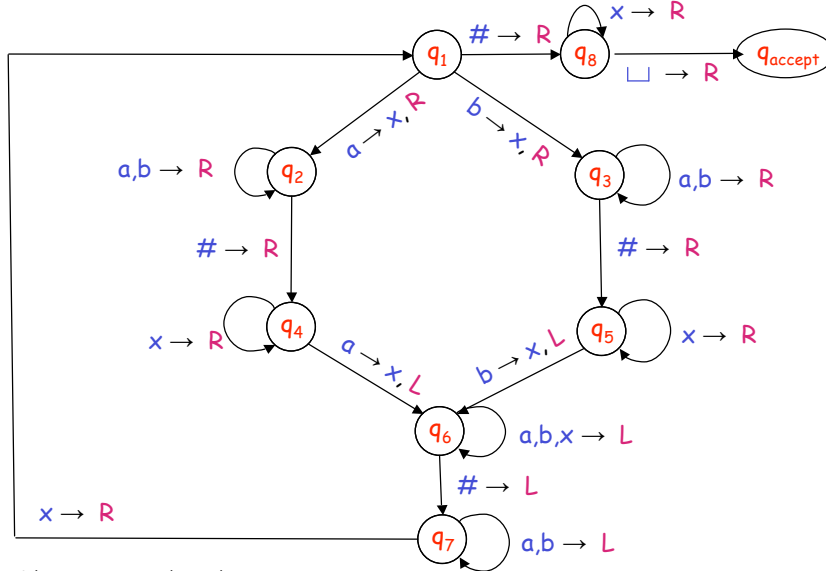 # → R
x → R
q1
q8
qaccept
⊔ → R
a → x, R
b → x, R
a,b → R
q2
q3
a,b → R
# → R
# → R
x → R
q4
q5
x → R
a → x, L
b → x, L
q6
a,b,x → L
# → L
x → R
q7
a,b → L